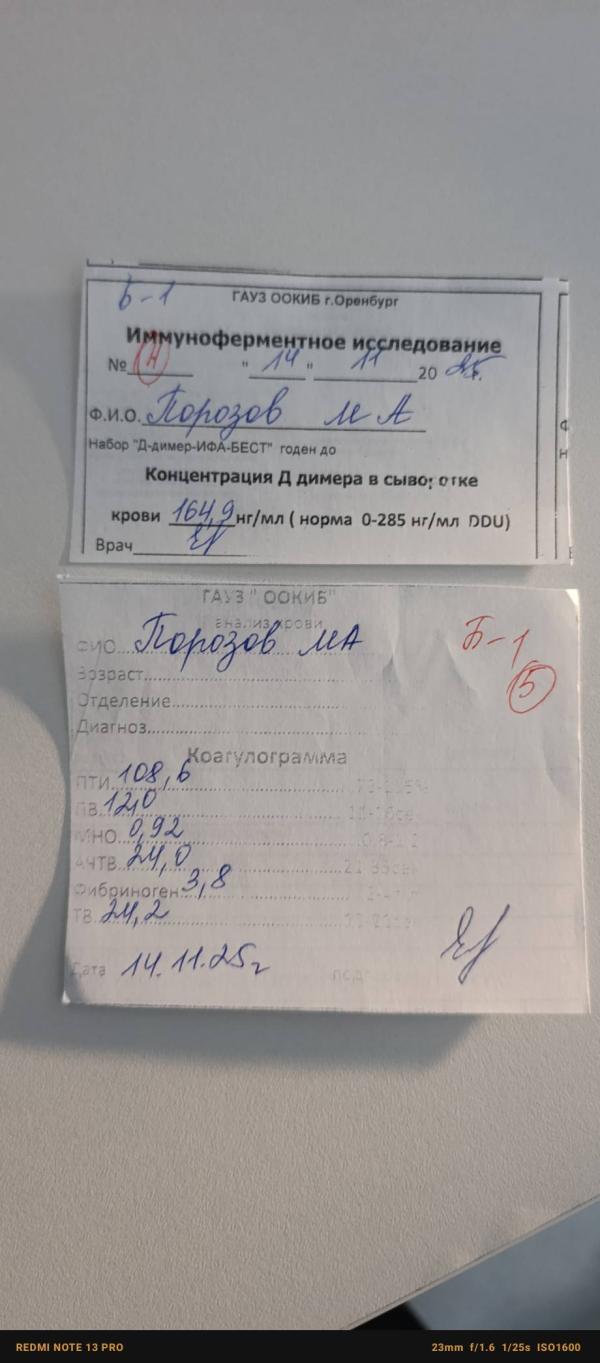 Б-1
ГАУЗ ООКИБ г.Оренбург
Иммуноферментное исследование
№ 4 "14" 11 20 25г.
Ф.И.О. Порозов М А
Набор "Д-димер-ИФА-БЕСТ" годен до
Концентрация Д димера в сыворотке
крови 164,9 нг/мл ( норма 0-285 нг/мл DDU)
Врач
ГАУЗ " ООКИБ"
анализ крови
ФИО...Порозов МА
Б-1
5
Возраст
Отделение
Диагноз
Коагулограмма
ПТИ 108,6
ПВ 12,0
МНО 0,92
АЧТВ 24,0
Фибриноген 3,8
ТВ 24,2
Дата 14.11.25г